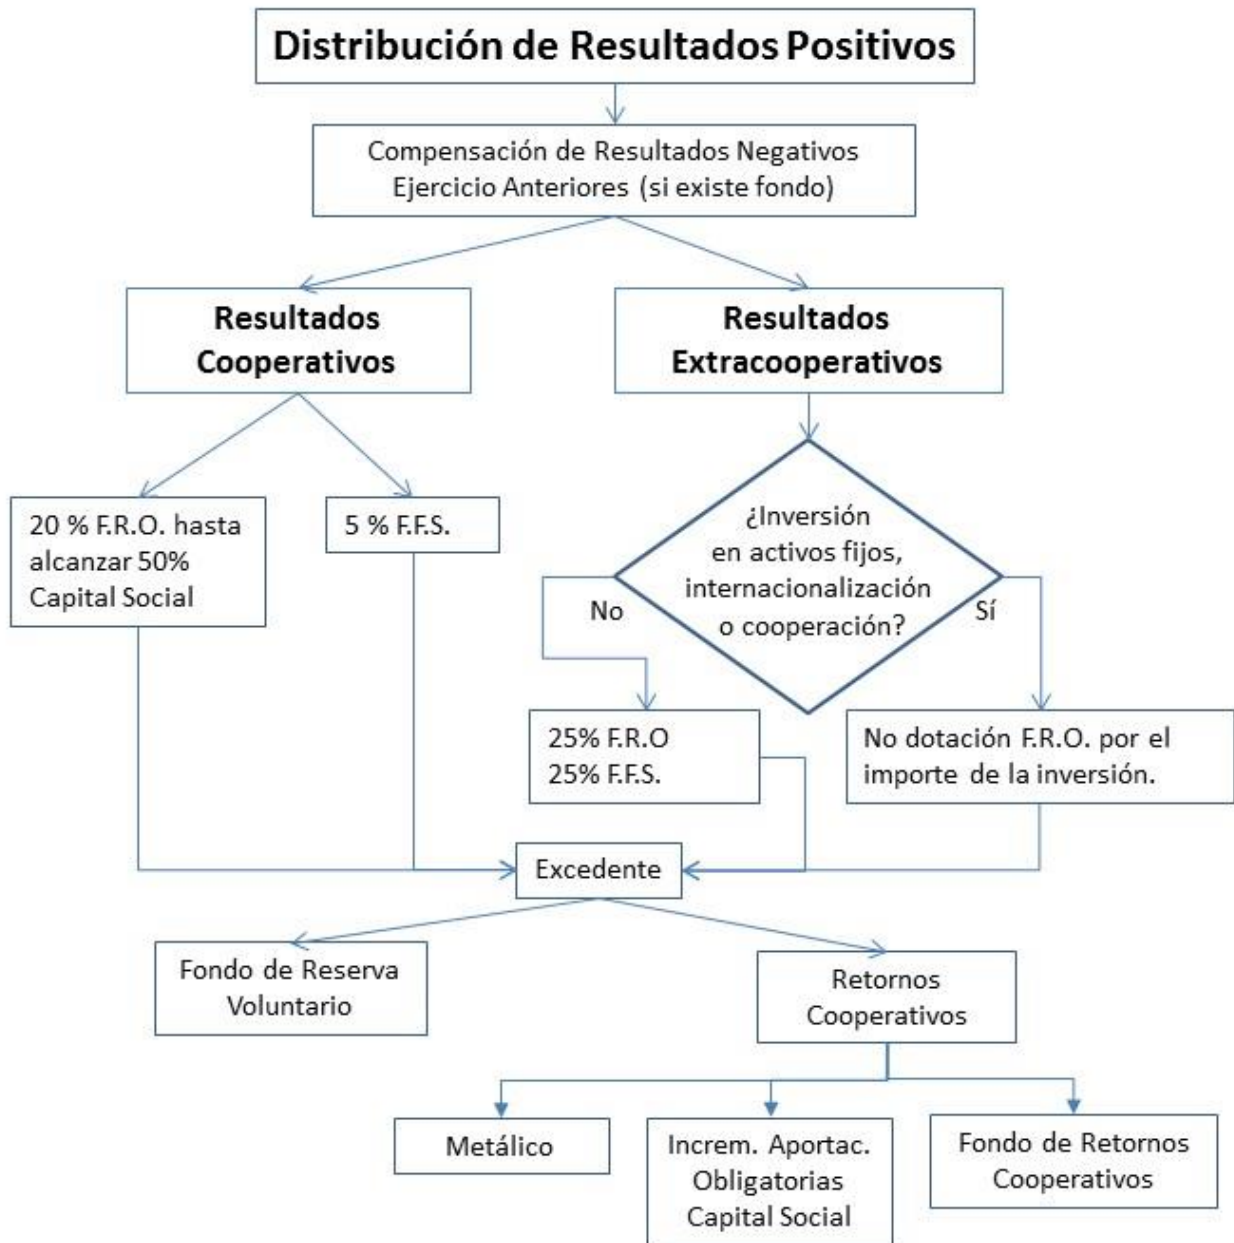 Distribución de Resultados Positivos
Compensación de Resultados Negativos
Ejercicio Anteriores (si existe fondo)
Resultados
Cooperativos
Resultados
Extracooperativos
20 % F.R.O. hasta
alcanzar 50%
Capital Social
5 % F.F.S.
¿Inversión
en activos fijos,
internacionalización
o cooperación?
No
Sí
25% F.R.O
25% F.F.S.
No dotación F.R.O. por el
importe de la inversión.
Excedente
Fondo de Reserva
Voluntario
Retornos
Cooperativos
Metálico
Increm. Aportac.
Obligatorias
Capital Social
Fondo de Retornos
Cooperativos